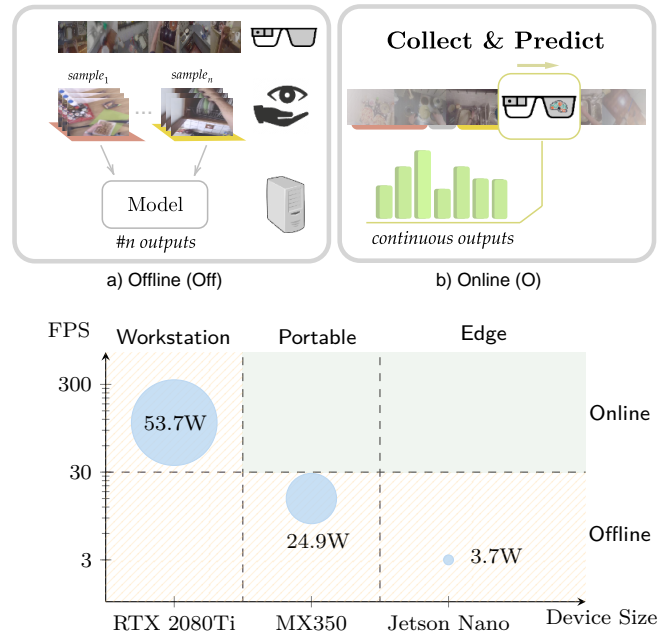 Collect & Predict
sample1
sample𝑛
...
Model
#n outputs
continuous outputs
a) Offline (Off)
b) Online (O)
FPS
Workstation
Portable
Edge
300
53.7W
Online
30
24.9W
Offline
3
3.7W
RTX 2080Ti
MX350
Jetson Nano
Device Size